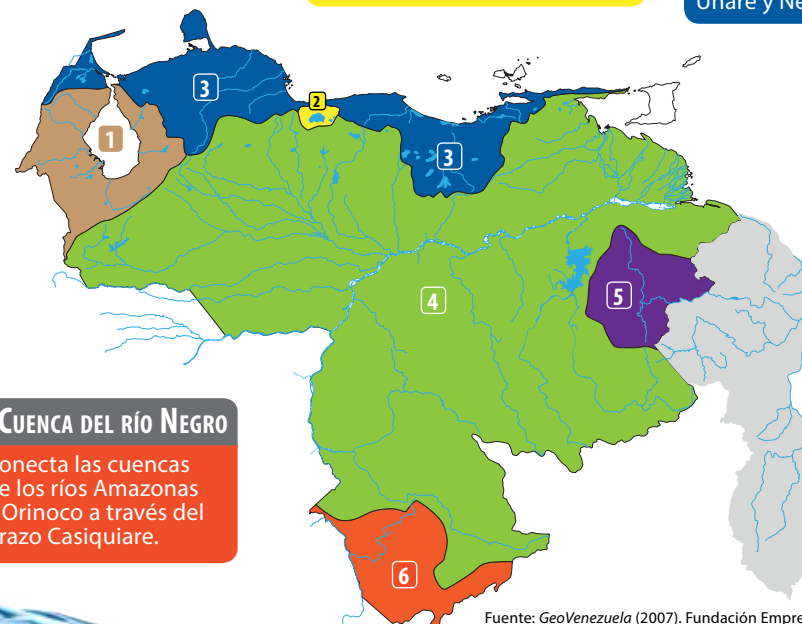 Unare y Ne
3
2
1
3
4
5
CUENCA DEL RÍO NEGRO
onecta las cuencas
e los ríos Amazonas
Orinoco a través del
razo Casiquiare.
6
Fuente: GeoVenezuela (2007). Fundación Empre